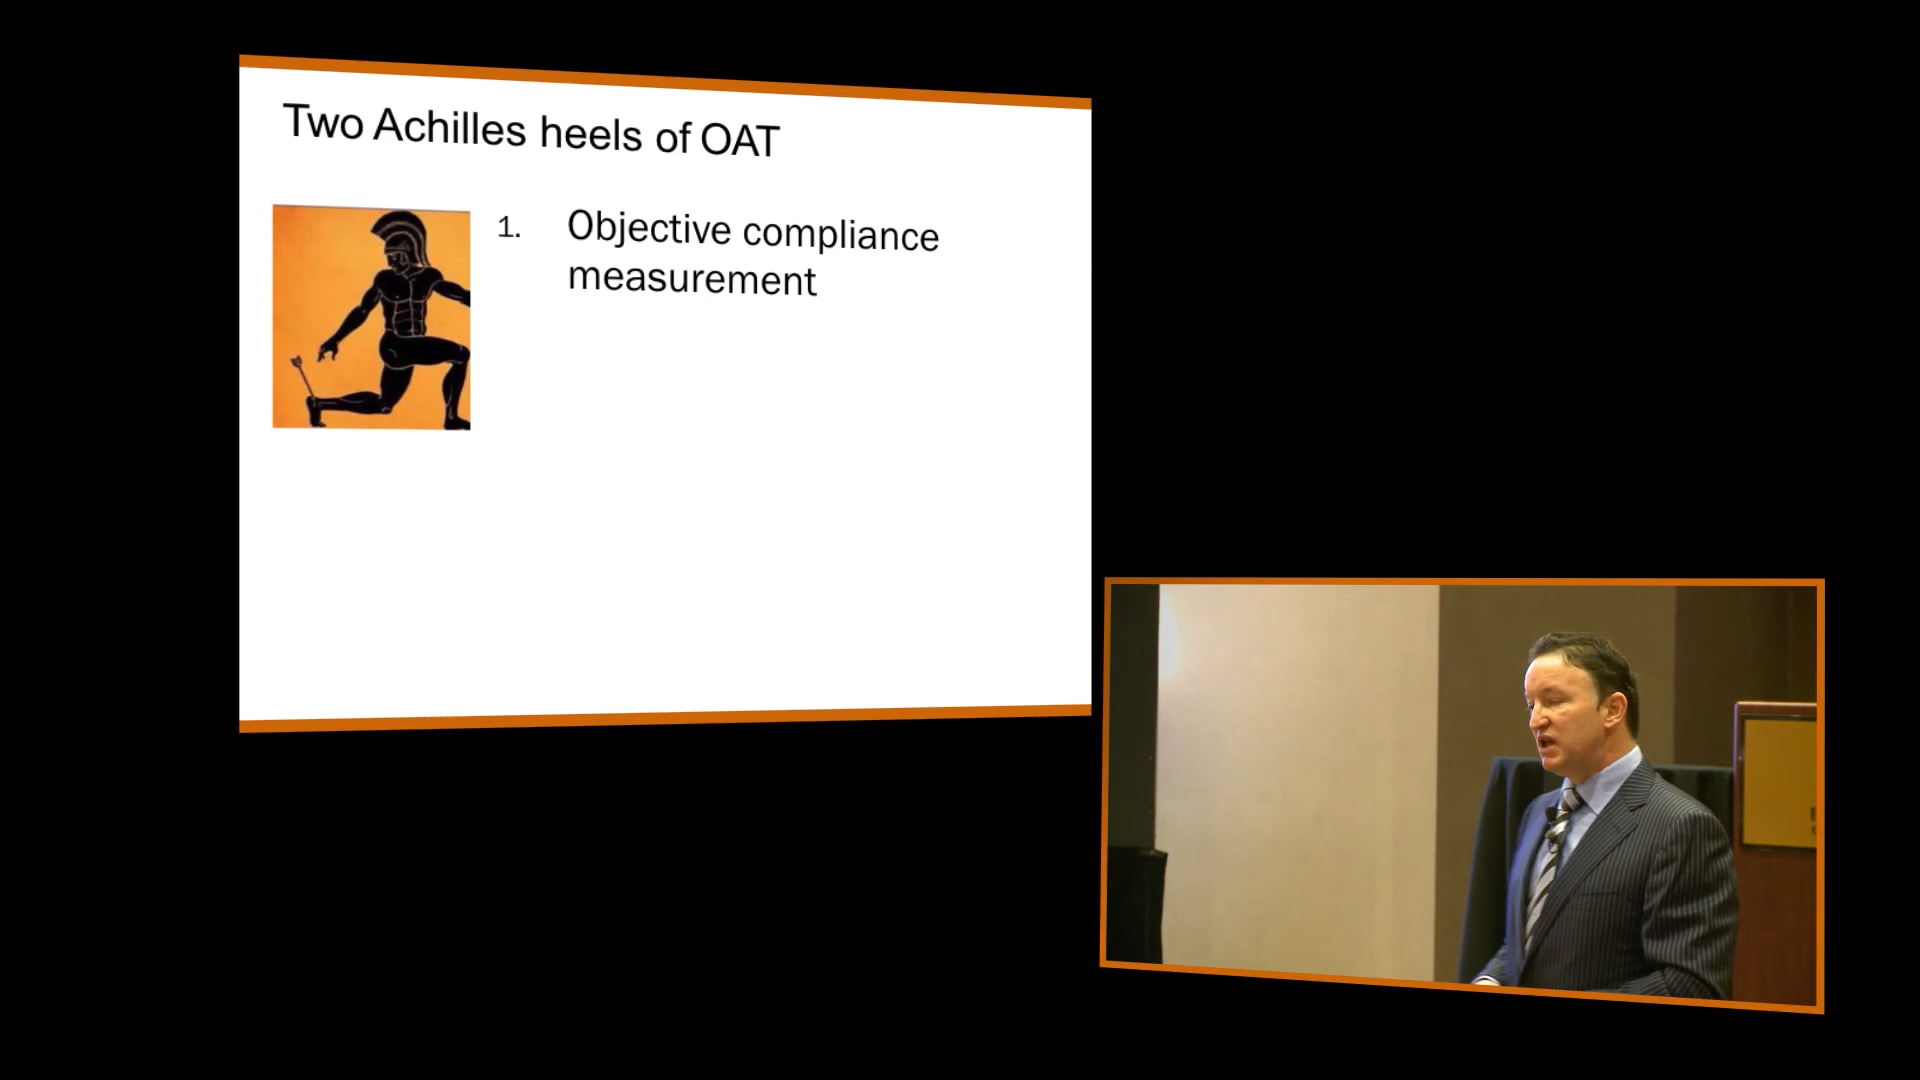 Two Achilles heels of OAT
1. Objective compliance
measurement